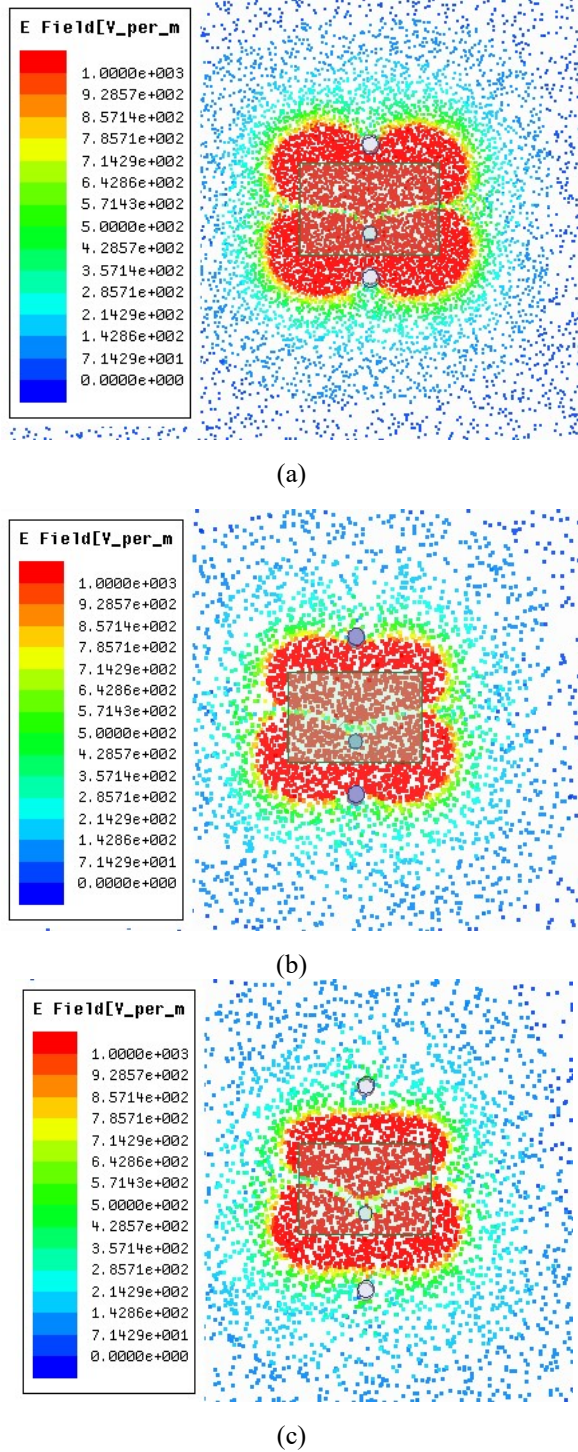 E Field[V_per_m
1.0000e+003
9.2857e+002
8.5714e+002
7.8571e+002
7.1429e+002
6.4286e+002
5.7143e+002
5.0000e+002
4.2857e+002
3.5714e+002
2.8571e+002
2.1429e+002
1.4286e+002
7.1429e+001
0.0000e+000
(a)
E Field[V_per_m
1.0000e+003
9.2857e+002
8.5714e+002
7.8571e+002
7.1429e+002
6.4286e+002
5.7143e+002
5.0000e+002
4.2857e+002
3.5714e+002
2.8571e+002
2.1429e+002
1.4286e+002
7.1429e+001
0.0000e+000
(b)
E Field[V_per_m
1.0000e+003
9.2857e+002
8.5714e+002
7.8571e+002
7.1429e+002
6.4286e+002
5.7143e+002
5.0000e+002
4.2857e+002
3.5714e+002
2.8571e+002
2.1429e+002
1.4286e+002
7.1429e+001
0.0000e+000
(c)